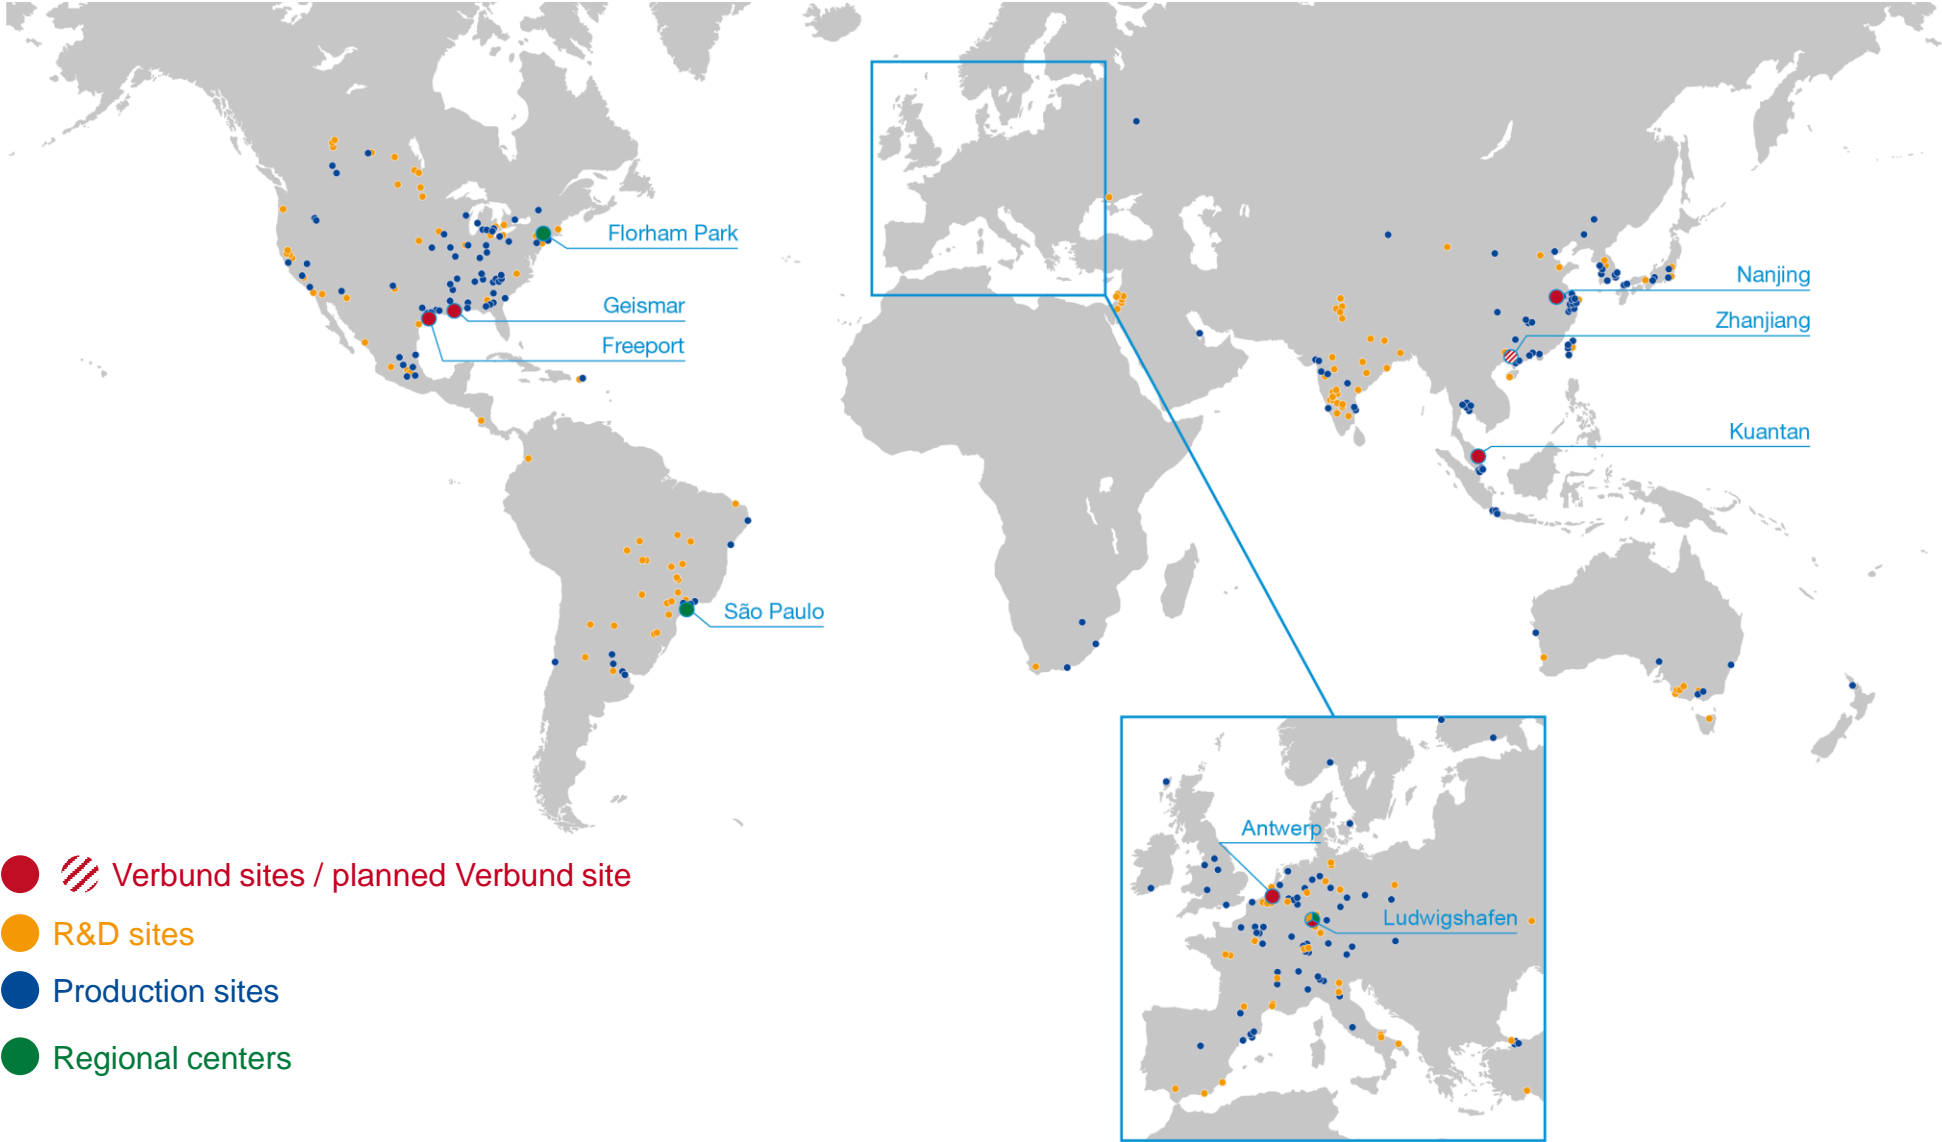 Florham Park
Geismar
Freeport
Nanjing
Zhanjiang
Kuantan
São Paulo
Antwerp
Ludwigshafen
Verbund sites / planned Verbund site
R&D sites
Production sites
Regional centers